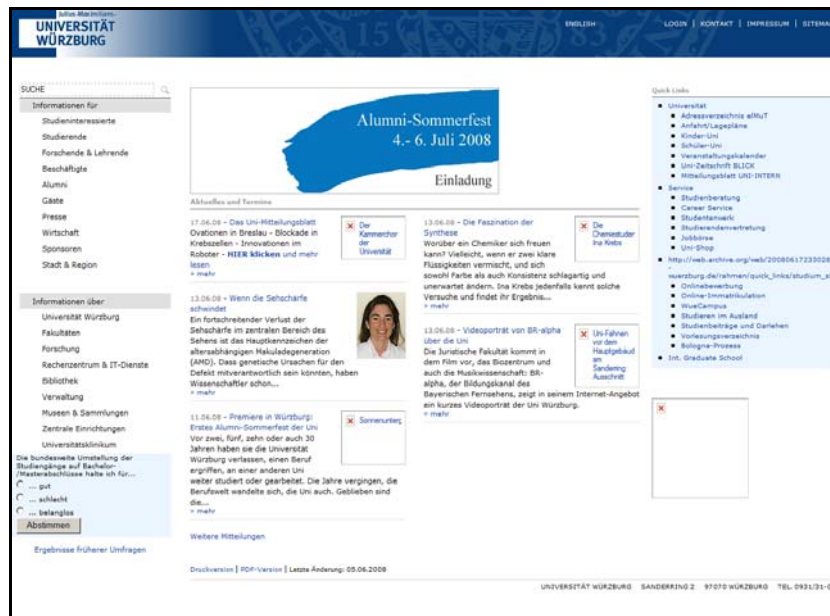 Julius-Maximilians-
UNIVERSITÄT
WÜRZBURG
ENGLISH
LOGIN | KONTAKT | IMPRESSUM | SITEMA
SUCHE
Informationen für
Studieninteressierte
Studierende
Forschende & Lehrende
Beschäftigte
Alumni
Gäste
Presse
Wirtschaft
Sponsoren
Stadt & Region
Informationen über
Universität Würzburg
Fakultäten
Forschung
Rechenzentrum & IT-Dienste
Bibliothek
Verwaltung
Museen & Sammlungen
Zentrale Einrichtungen
Universitätsklinikum
Die bundesweite Umstellung der
Studiengänge auf Bachelor-
/Masterabschlüsse halte ich für...
... gut
... schlecht
... belanglos
Abstimmen
Ergebnisse früherer Umfragen
Alumni-Sommerfest
4.- 6. Juli 2008
Einladung
Aktuelles und Termine
17.06.08 - Das Uni-Mitteilungsblatt
Ovationen in Breslau - Blockade in
Krebszellen - Innovationen im
Roboter - HIER klicken und mehr
lesen
» mehr
Der
Kammerchor
der
Universität
13.06.08 - Wenn die Sehschärfe
schwindet
Ein fortschreitender Verlust der
Sehschärfe im zentralen Bereich des
Sehens ist das Hauptkennzeichen der
altersabhängigen Makuladegeneration
(AMD). Dass genetische Ursachen für den
Defekt mitverantwortlich sein könnten, haben
Wissenschaftler schon...
» mehr
11.06.08 - Premiere in Würzburg:
Erstes Alumni-Sommerfest der Uni
Vor zwei, fünf, zehn oder auch 30
Jahren haben sie die Universität
Würzburg verlassen, einen Beruf
ergriffen, an einer anderen Uni
weiter studiert oder gearbeitet. Die Jahre vergingen, die
Berufswelt wandelte sich, die Uni auch. Geblieben sind
die...
» mehr
Sonnenunterg
13.06.08 - Die Faszination der
Synthese
Worüber ein Chemiker sich freuen
kann? Vielleicht, wenn er zwei klare
Flüssigkeiten vermischt, und sich
sowohl Farbe als auch Konsistenz schlagartig und
unerwartet ändern. Ina Krebs jedenfalls kennt solche
Versuche und findet ihr Ergebnis...
» mehr
Die
Chemiestuder
Ina Krebs
13.06.08 - Videoporträt von BR-alpha
über die Uni
Die Juristische Fakultät kommt in
dem Film vor, das Biozentrum und
auch die Musikwissenschaft: BR-
alpha, der Bildungskanal des
Bayerischen Fernsehens, zeigt in seinem Internet-Angebot
ein kurzes Videoporträt der Uni Würzburg.
» mehr
Uni-Fahnen
vor dem
Hauptgebäud
am
Sanderring:
Ausschnitt
Weitere Mitteilungen
Druckversion | PDF-Version | Letzte Änderung: 05.06.2008
Quick Links
Universität
Adressverzeichnis elMuT
Anfahrt/Lagepläne
Kinder-Uni
Schüler-Uni
Veranstaltungskalender
Uni-Zeitschrift BLICK
Mitteilungsblatt UNI-INTERN
Service
Studienberatung
Career Service
Studentenwerk
Studierendenvertretung
Jobbörse
Uni-Shop
http://web.archive.org/web/20080617233028
wuerzburg.de/rahmen/quick_links/studium_s
Onlinebewerbung
Online-Immatrikulation
WueCampus
Studieren im Ausland
Studienbeiträge und Darlehen
Vorlesungsverzeichnis
Bologna-Prozess
Int. Graduate School
UNIVERSITÄT WÜRZBURG SANDERRING 2 97070 WÜRZBURG TEL. 0931/31-0